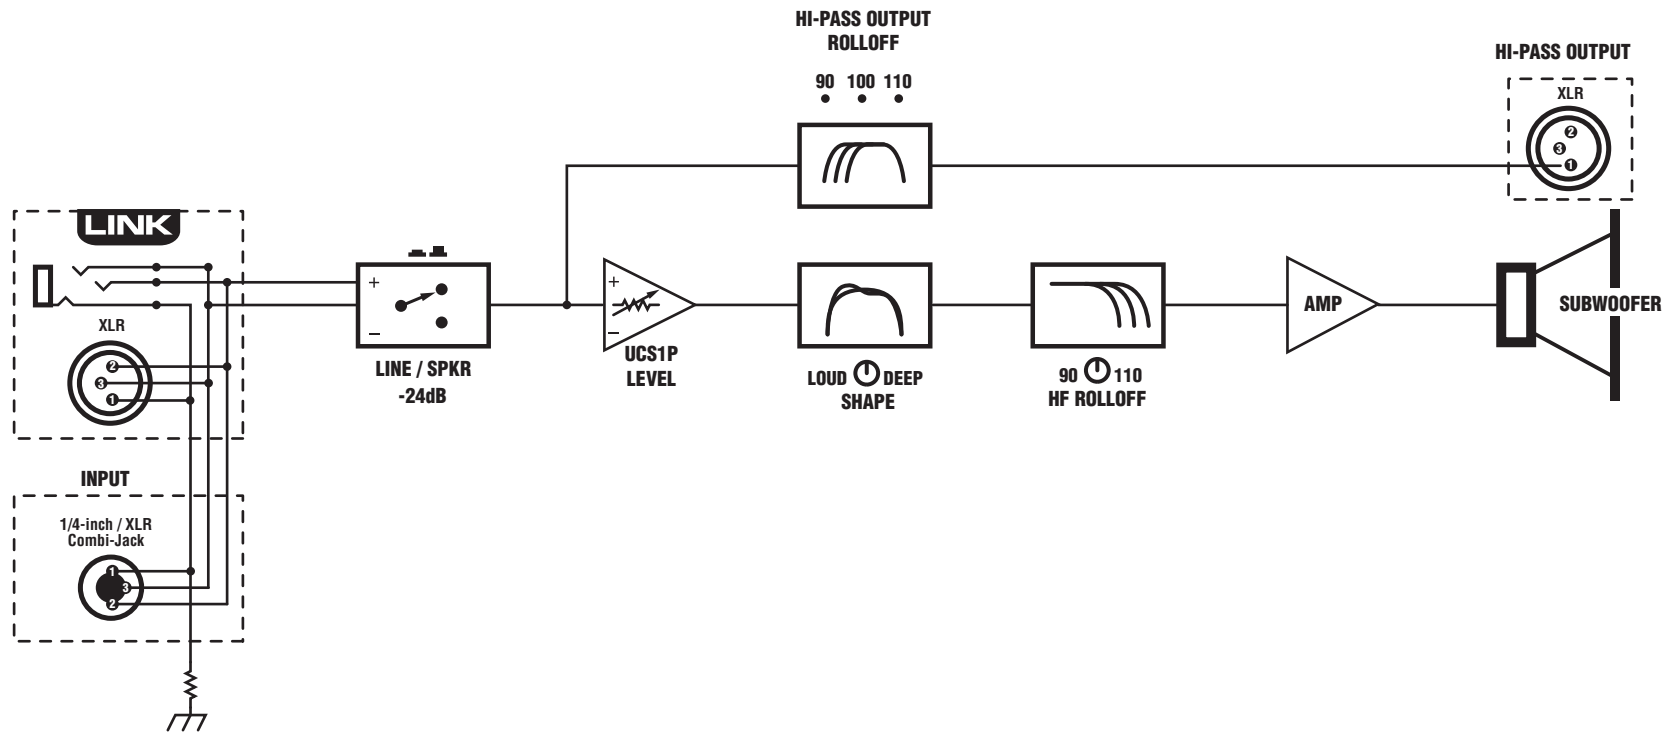 HI-PASS OUTPUT
ROLLOFF
90 100 110
HI-PASS OUTPUT
XLR
2
3
1
LINK
XLR
2
3
1
INPUT
1/4-inch / XLR
Combi-Jack
1
3
2
+
–
LINE / SPKR
-24dB
+
–
UCS1P
LEVEL
LOUD DEEP
SHAPE
90 110
HF ROLLOFF
AMP
SUBWOOFER